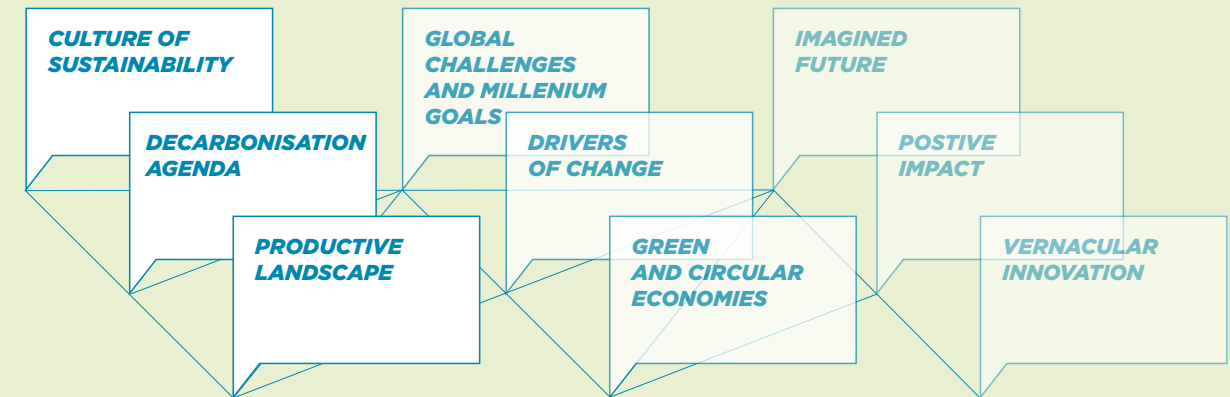 CULTURE OF
SUSTAINABILITY
DECARBONISATION
AGENDA
PRODUCTIVE
LANDSCAPE
GLOBAL
CHALLENGES
AND MILLENIUM
GOALS
DRIVERS
OF CHANGE
GREEN
AND CIRCULAR
ECONOMIES
IMAGINED
FUTURE
POSTIVE
IMPACT
VERNACULAR
INNOVATION